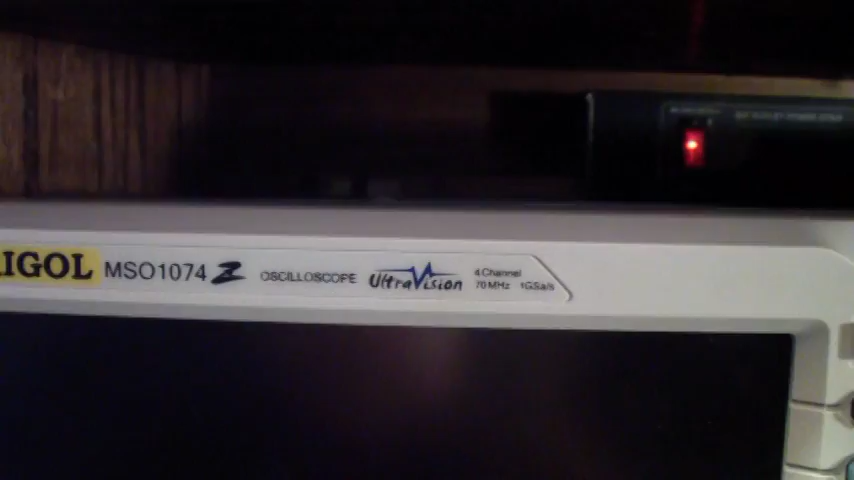 IGOL MSO1074 Z OSCILLOSCOPE UltraVision
4 Channel
70 MHz 1GSa/s